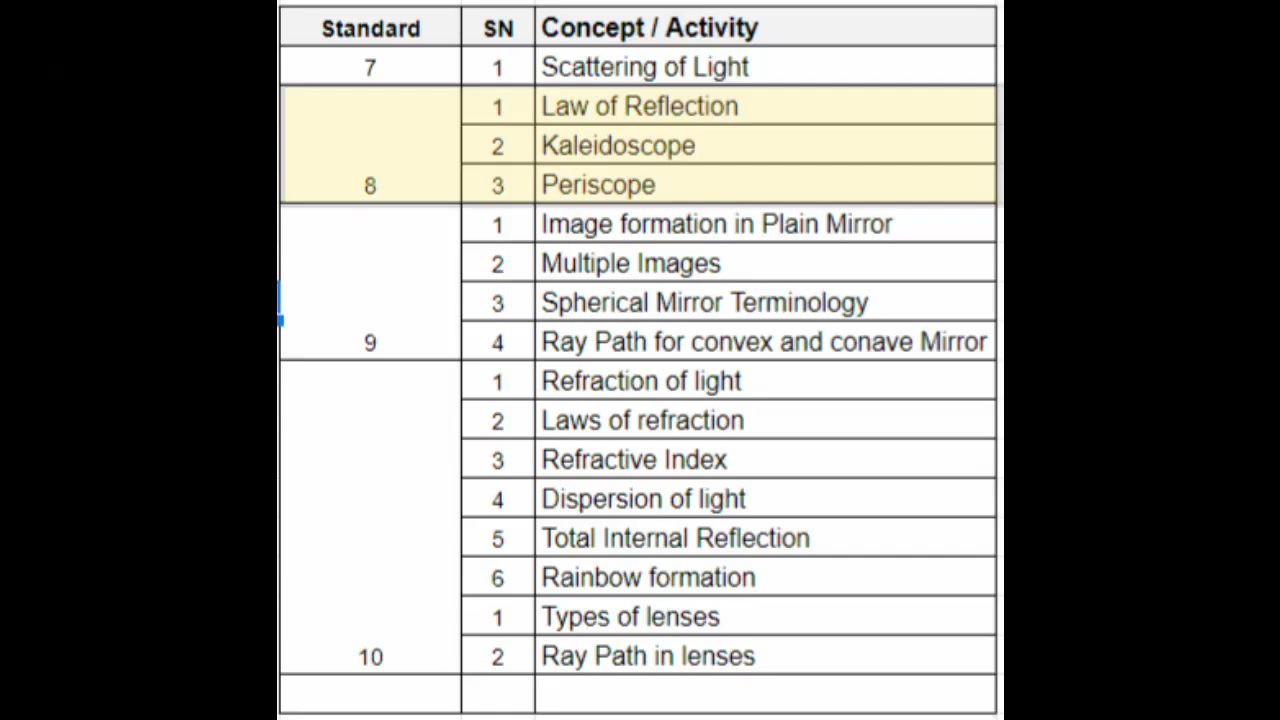 Standard SN Concept / Activity
7 1 Scattering of Light
1 Law of Reflection
2 Kaleidoscope
8 3 Periscope
1 Image formation in Plain Mirror
2 Multiple Images
3 Spherical Mirror Terminology
9 4 Ray Path for convex and conave Mirror
1 Refraction of light
2 Laws of refraction
3 Refractive Index
4 Dispersion of light
5 Total Internal Reflection
6 Rainbow formation
1 Types of lenses
10 2 Ray Path in lenses